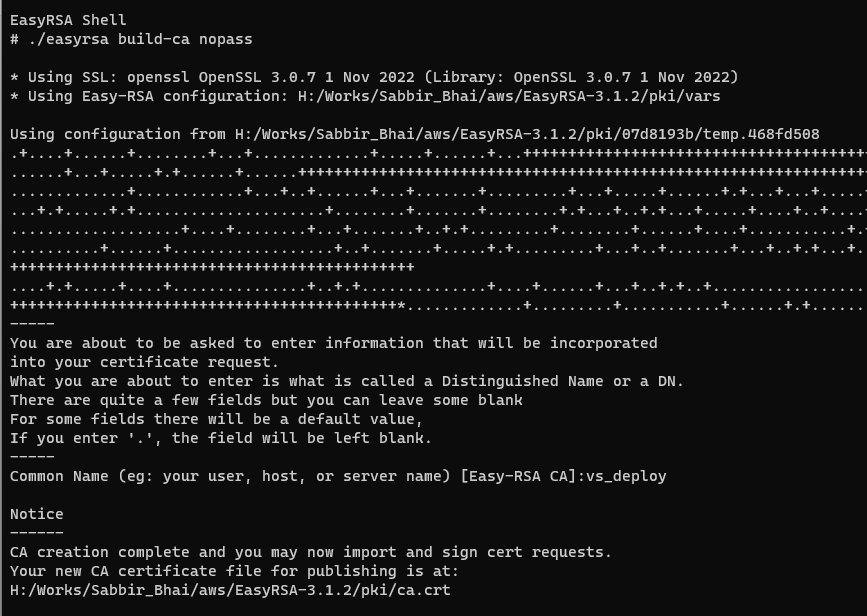 EasyRSA Shell
# ./easyrsa build-ca nopass
* Using SSL: openssl OpenSSL 3.0.7 1 Nov 2022 (Library: OpenSSL 3.0.7 1 Nov 2022)
* Using Easy-RSA configuration: H:/Works/Sabbir_Bhai/aws/EasyRSA-3.1.2/pki/vars
Using configuration from H:/Works/Sabbir_Bhai/aws/EasyRSA-3.1.2/pki/07d8193b/temp.468fd508
-----
You are about to be asked to enter information that will be incorporated
into your certificate request.
What you are about to enter is what is called a Distinguished Name or a DN.
There are quite a few fields but you can leave some blank
For some fields there will be a default value,
If you enter '.', the field will be left blank.
-----
Common Name (eg: your user, host, or server name) [Easy-RSA CA]:vs_deploy
Notice
------
CA creation complete and you may now import and sign cert requests.
Your new CA certificate file for publishing is at:
H:/Works/Sabbir_Bhai/aws/EasyRSA-3.1.2/pki/ca.crt